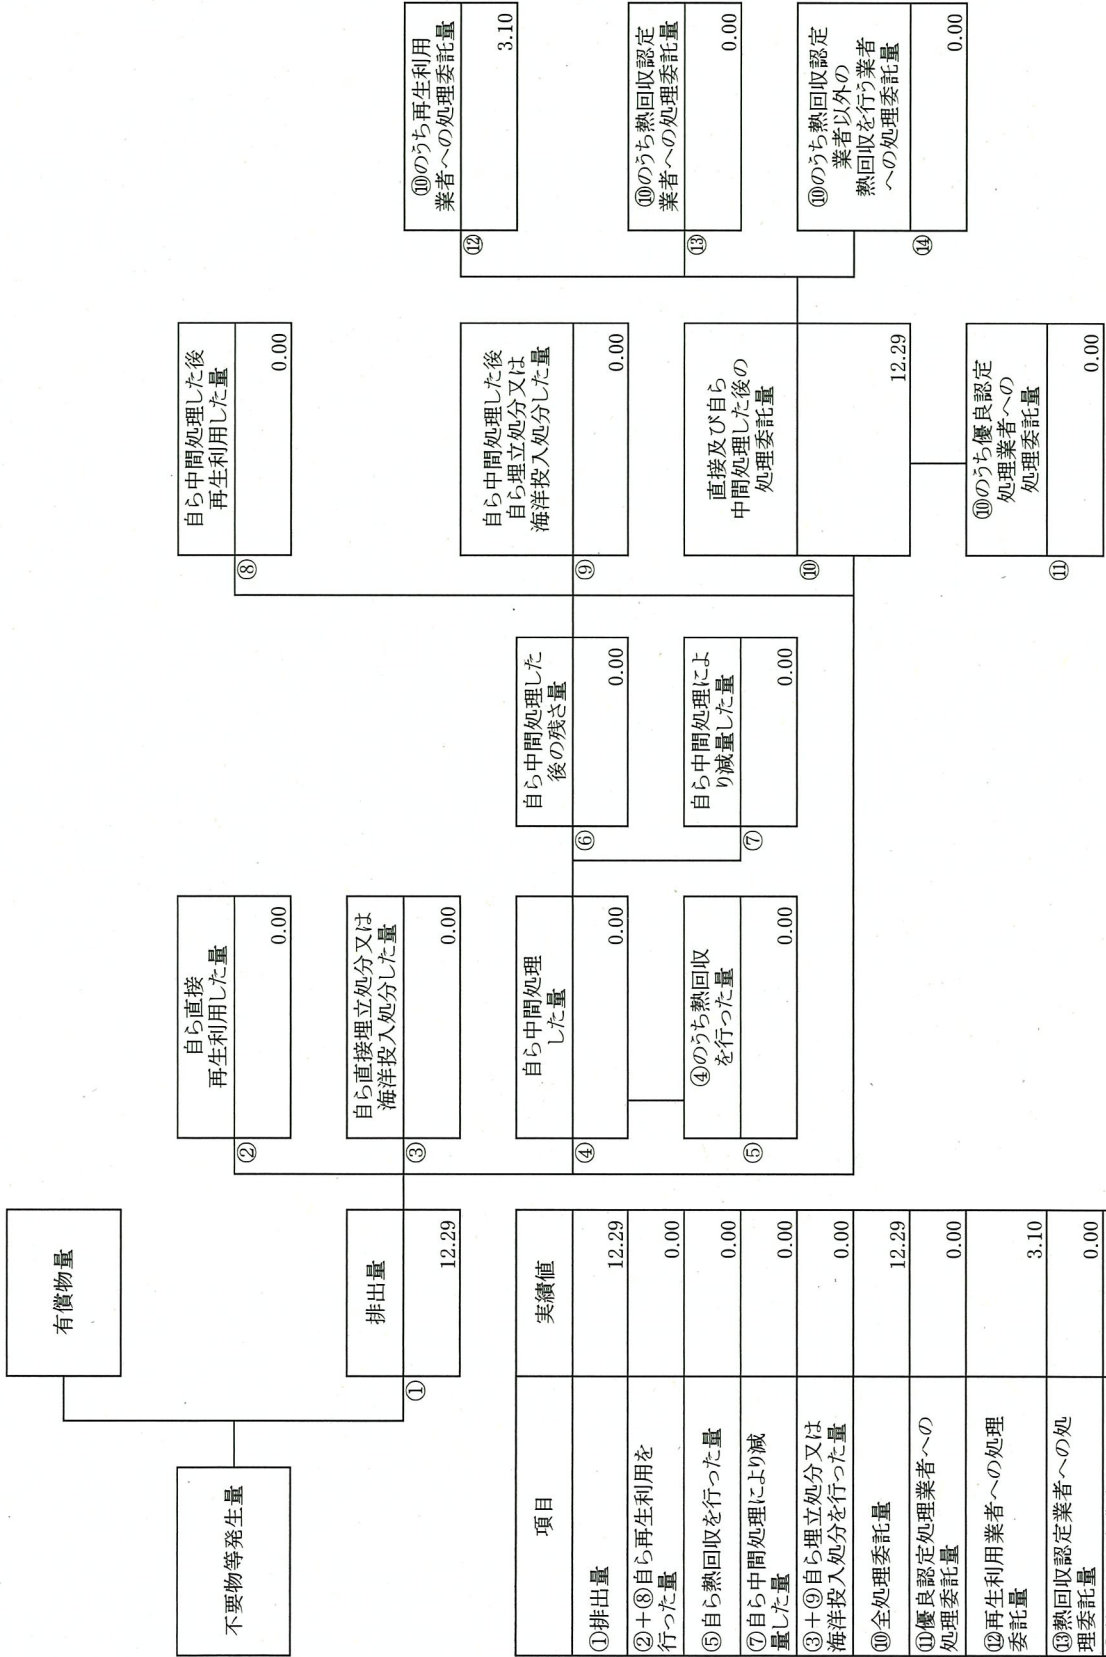 不要物等発生量
有償物量
排出量
①
12.29
自ら直接
再生利用した量
②
0.00
自ら直接埋立処分又は
海洋投入処分した量
③
0.00
自ら中間処理
した量
④
0.00
④のうち熱回収
を行った量
⑤
0.00
自ら中間処理した
後の残さ量
⑥
0.00
自ら中間処理によ
り減量した量
⑦
0.00
自ら中間処理した後
再生利用した量
⑧
0.00
自ら中間処理した後
自ら埋立処分又は
海洋投入処分した量
⑨
0.00
直接及び自ら
中間処理した後の
処理委託量
⑩
12.29
⑩のうち優良認定
処理業者への
処理委託量
⑪
0.00
⑩のうち再生利用
業者への処理委託量
⑫
3.10
⑩のうち熱回収認定
業者への処理委託量
⑬
0.00
⑩のうち熱回収認定
業者以外の
熱回収を行う業者
への処理委託量
⑭
0.00
項目 実績値
①排出量 12.29
②+⑧自ら再生利用を
行った量 0.00
⑤自ら熱回収を行った量 0.00
⑦自ら中間処理により減
量した量 0.00
③+⑨自ら埋立処分又は
海洋投入処分を行った量 0.00
⑩全処理委託量 12.29
⑪優良認定処理業者への
処理委託量 0.00
⑫再生利用業者への処理
委託量 3.10
⑬熱回収認定業者への処
理委託量 0.00